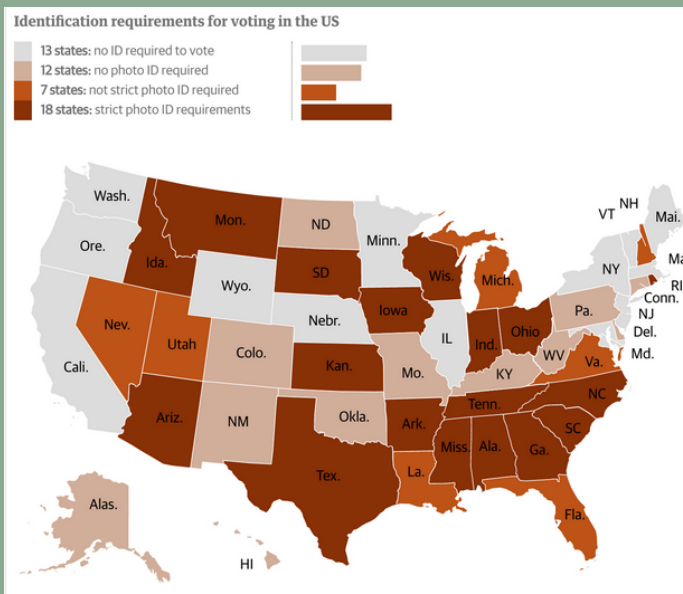 Identification requirements for voting in the US
13 states: no ID required to vote
12 states: no photo ID required
7 states: not strict photo ID required
18 states: strict photo ID requirements
Wash.
Mon.
ND
Minn.
VT
NH
Mai.
Ore.
Ida.
SD
Wis.
Mich.
NY
Ma
RI
Conn.
Wyo.
Iowa
Pa.
NJ
Nev.
Nebr.
IL
Ind.
Ohio
Del.
Utah
Colo.
Kan.
Mo.
WV
Md.
KY
Va.
Cali.
Ariz.
NM
Okla.
Ark.
Tenn.
NC
SC
Tex.
Miss.
Ala.
Ga.
La.
Alas.
HI
Fla.